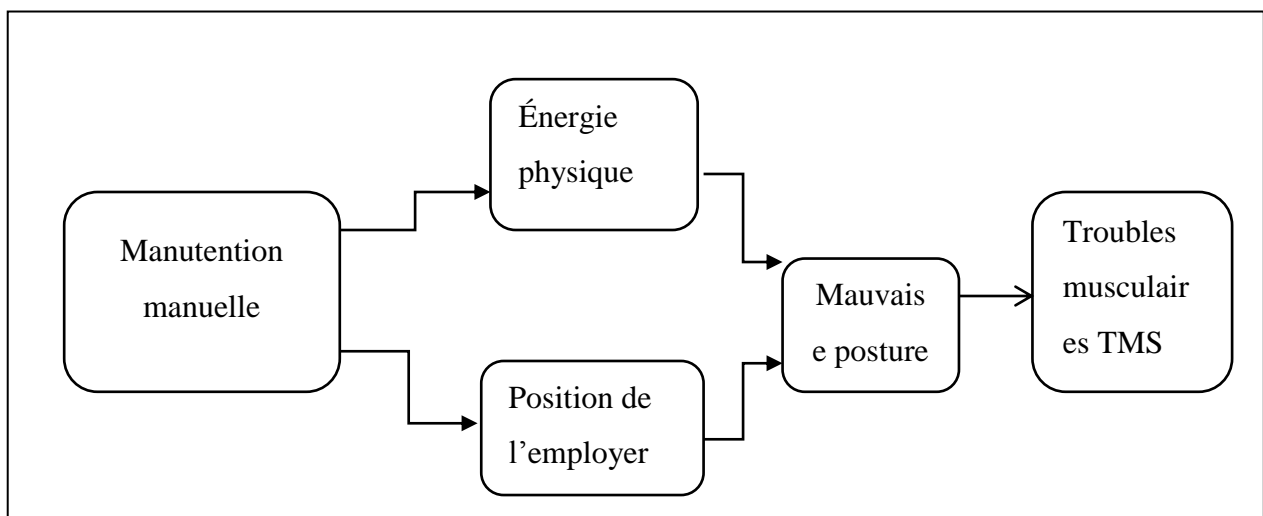 Manutention
manuelle
Énergie
physique
Position de
l’employer
Mauvais
e posture
Troubles
musculair
es TMS